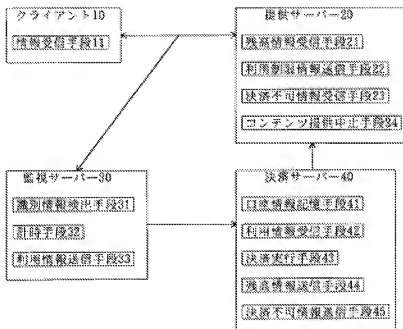 クライアント10
情報受信手段11
提供サーバー20
残高情報受信手段21
利用制限情報送信手段22
決済不可情報受信手段23
コンテンツ提供中止手段24
監視サーバー30
識別情報検出手段31
計時手段32
利用情報送信手段33
決済サーバー40
口座情報記憶手段41
利用情報受信手段42
決済実行手段43
残高情報送信手段44
決済不可情報送信手段45